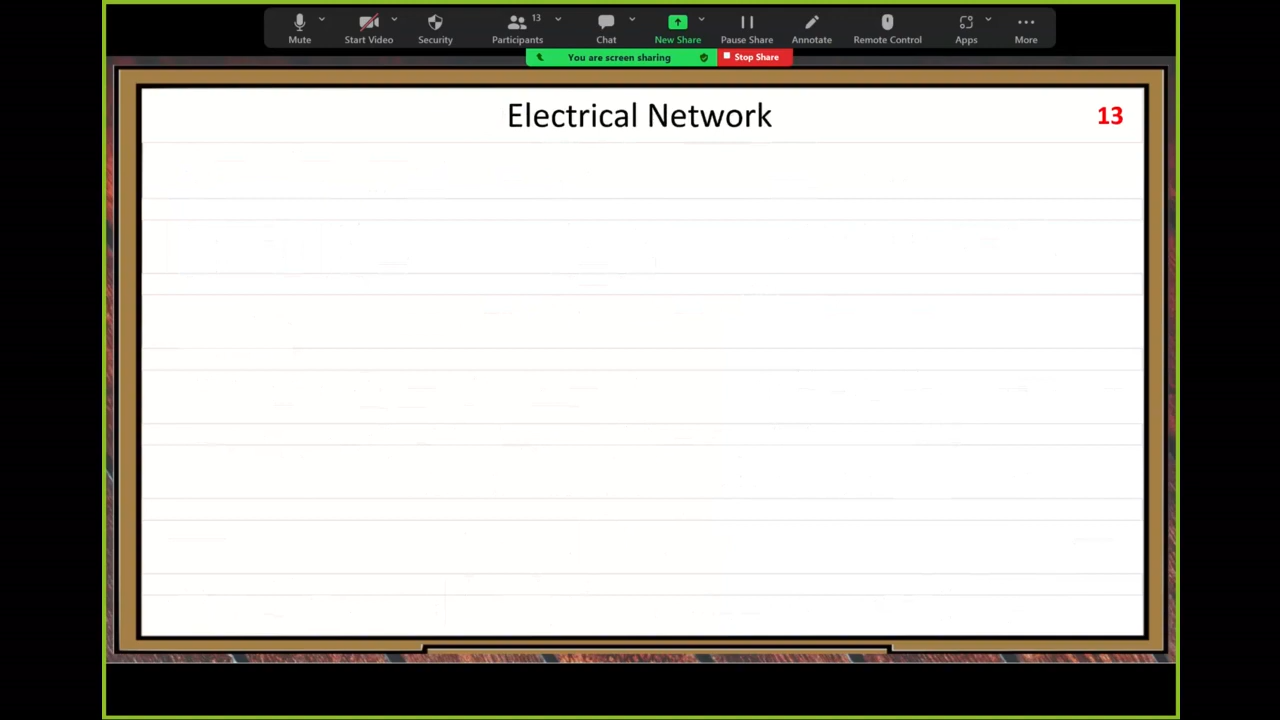 13
Mute
Start Video
Security
Participants
Chat
New Share
Pause Share
Annotate
Remote Control
Apps
More
You are screen sharing
Stop Share
Electrical Network
13